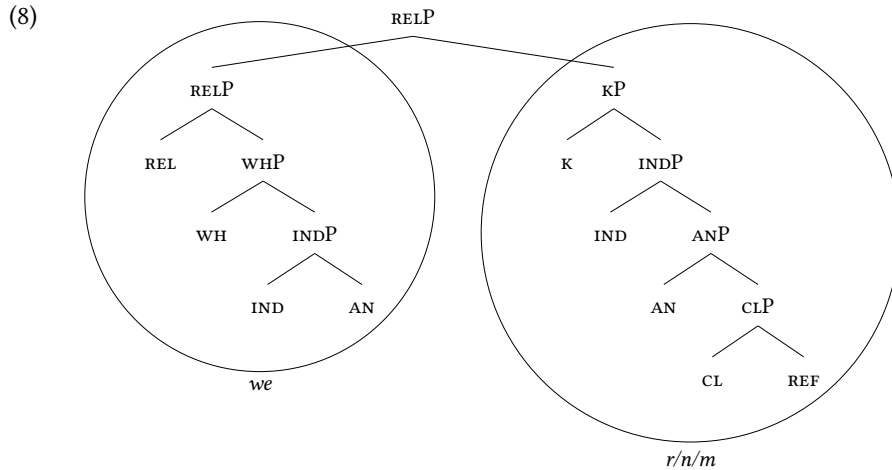 (8)
RELP
RELP KP
REL WHP K INDP
WH INDP IND ANP
IND AN AN CLP
we CL REF
r/n/m